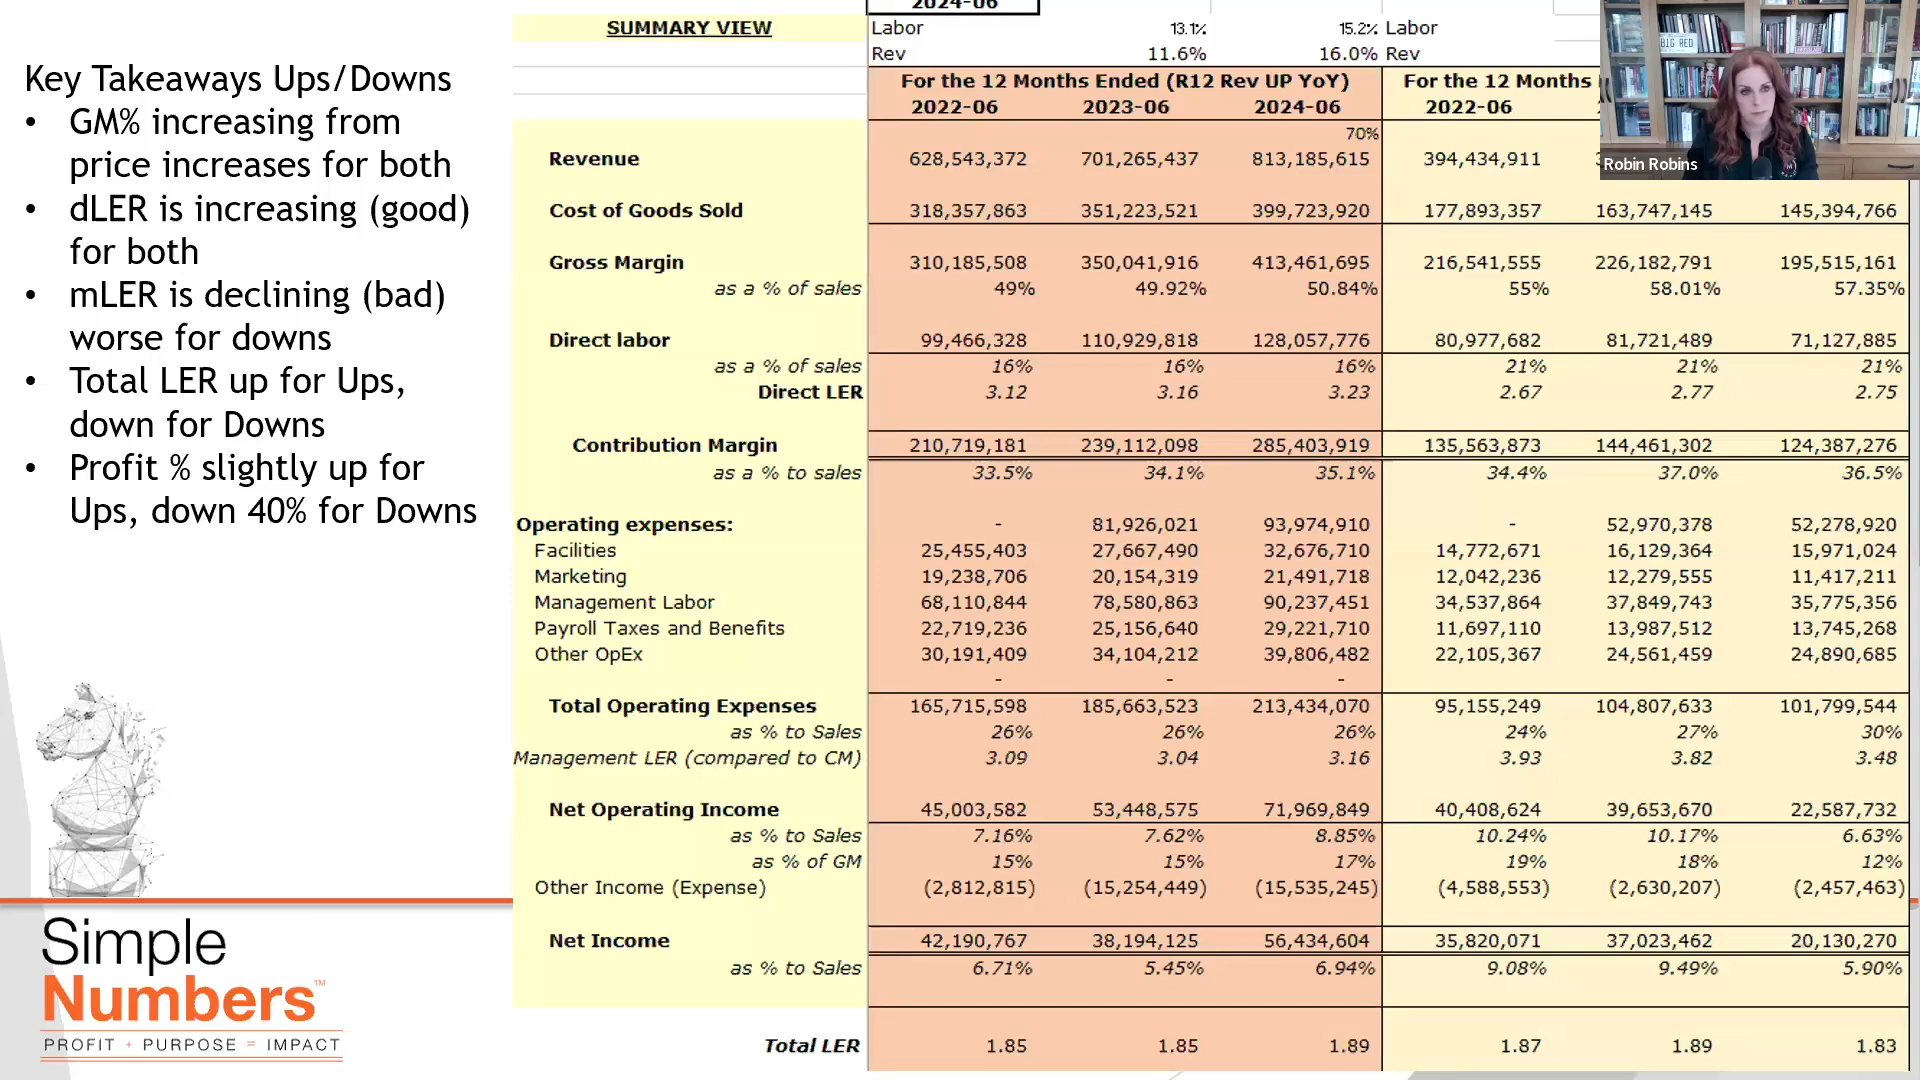 Key Takeaways Ups/Downs
• GM% increasing from
price increases for both
• dLER is increasing (good)
for both
• mLER is declining (bad)
worse for downs
• Total LER up for Ups,
down for Downs
• Profit % slightly up for
Ups, down 40% for Downs
Simple
Numbers™
PROFIT + PURPOSE = IMPACT
2024-06
SUMMARY VIEW Labor 13.1% 15.2% Labor
Rev 11.6% 16.0% Rev
For the 12 Months Ended (R12 Rev UP YoY) For the 12 Months
2022-06 2023-06 2024-06 2022-06
70%
Revenue 628,543,372 701,265,437 813,185,615 394,434,911
Cost of Goods Sold 318,357,863 351,223,521 399,723,920 177,893,357 163,747,145 145,394,766
Gross Margin 310,185,508 350,041,916 413,461,695 216,541,555 226,182,791 195,515,161
as a % of sales 49% 49.92% 50.84% 55% 58.01% 57.35%
Direct labor 99,466,328 110,929,818 128,057,776 80,977,682 81,721,489 71,127,885
as a % of sales 16% 16% 16% 21% 21% 21%
Direct LER 3.12 3.16 3.23 2.67 2.77 2.75
Contribution Margin 210,719,181 239,112,098 285,403,919 135,563,873 144,461,302 124,387,276
as a % to sales 33.5% 34.1% 35.1% 34.4% 37.0% 36.5%
Operating expenses: - 81,926,021 93,974,910 - 52,970,378 52,278,920
Facilities 25,455,403 27,667,490 32,676,710 14,772,671 16,129,364 15,971,024
Marketing 19,238,706 20,154,319 21,491,718 12,042,236 12,279,555 11,417,211
Management Labor 68,110,844 78,580,863 90,237,451 34,537,864 37,849,743 35,775,356
Payroll Taxes and Benefits 22,719,236 25,156,640 29,221,710 11,697,110 13,987,512 13,745,268
Other OpEx 30,191,409 34,104,212 39,806,482 22,105,367 24,561,459 24,890,685
- - -
Total Operating Expenses 165,715,598 185,663,523 213,434,070 95,155,249 104,807,633 101,799,544
as % to Sales 26% 26% 26% 24% 27% 30%
Management LER (compared to CM) 3.09 3.04 3.16 3.93 3.82 3.48
Net Operating Income 45,003,582 53,448,575 71,969,849 40,408,624 39,653,670 22,587,732
as % to Sales 7.16% 7.62% 8.85% 10.24% 10.17% 6.63%
as % of GM 15% 15% 17% 19% 18% 12%
Other Income (Expense) (2,812,815) (15,254,449) (15,535,245) (4,588,553) (2,630,207) (2,457,463)
Net Income 42,190,767 38,194,125 56,434,604 35,820,071 37,023,462 20,130,270
as % to Sales 6.71% 5.45% 6.94% 9.08% 9.49% 5.90%
Total LER 1.85 1.85 1.89 1.87 1.89 1.83
BIG RED
Robin Robins